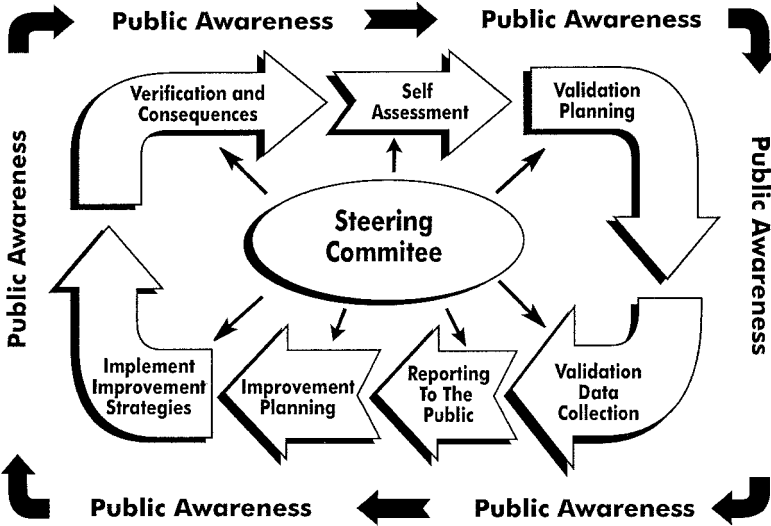 Public Awareness
Public Awareness
Verification and
Consequences
Self
Assessment
Validation
Planning
Public Awareness
Public Awareness
Steering
Commitee
Implement
Improvement
Strategies
Improvement
Planning
Reporting
To The
Public
Validation
Data
Collection
Public Awareness
Public Awareness